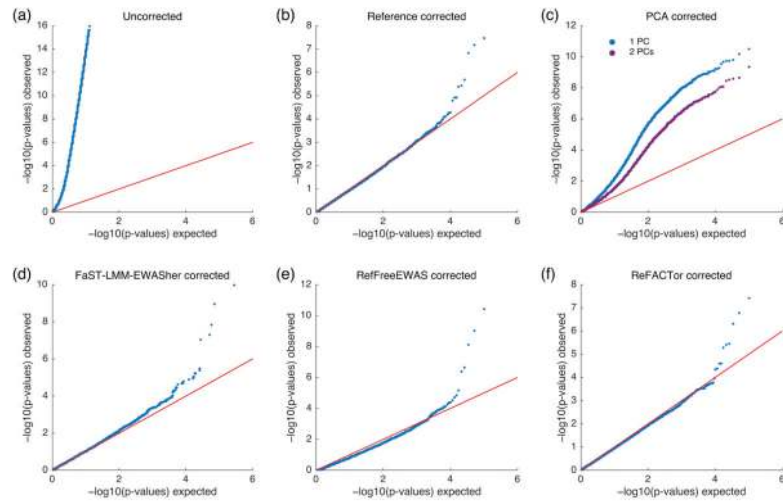 (a) Uncorrected
−log10(p-values) observed
16
14
12
10
8
6
4
2
0
0 2 4 6
−log10(p-values) expected
(b) Reference corrected
−log10(p-values) observed
8
7
6
5
4
3
2
1
0
0 2 4 6
−log10(p-values) expected
(c) PCA corrected
1 PC
2 PCs
−log10(p-values) observed
12
10
8
6
4
2
0
0 2 4 6
−log10(p-values) expected
(d) FaST-LMM-EWASher corrected
−log10(p-values) observed
10
8
6
4
2
0
0 2 4 6
−log10(p-values) expected
(e) RefFreeEWAS corrected
−log10(p-values) observed
12
10
8
6
4
2
0
0 2 4 6
−log10(p-values) expected
(f) ReFACTor corrected
−log10(p-values) observed
8
7
6
5
4
3
2
1
0
0 2 4 6
−log10(p-values) expected